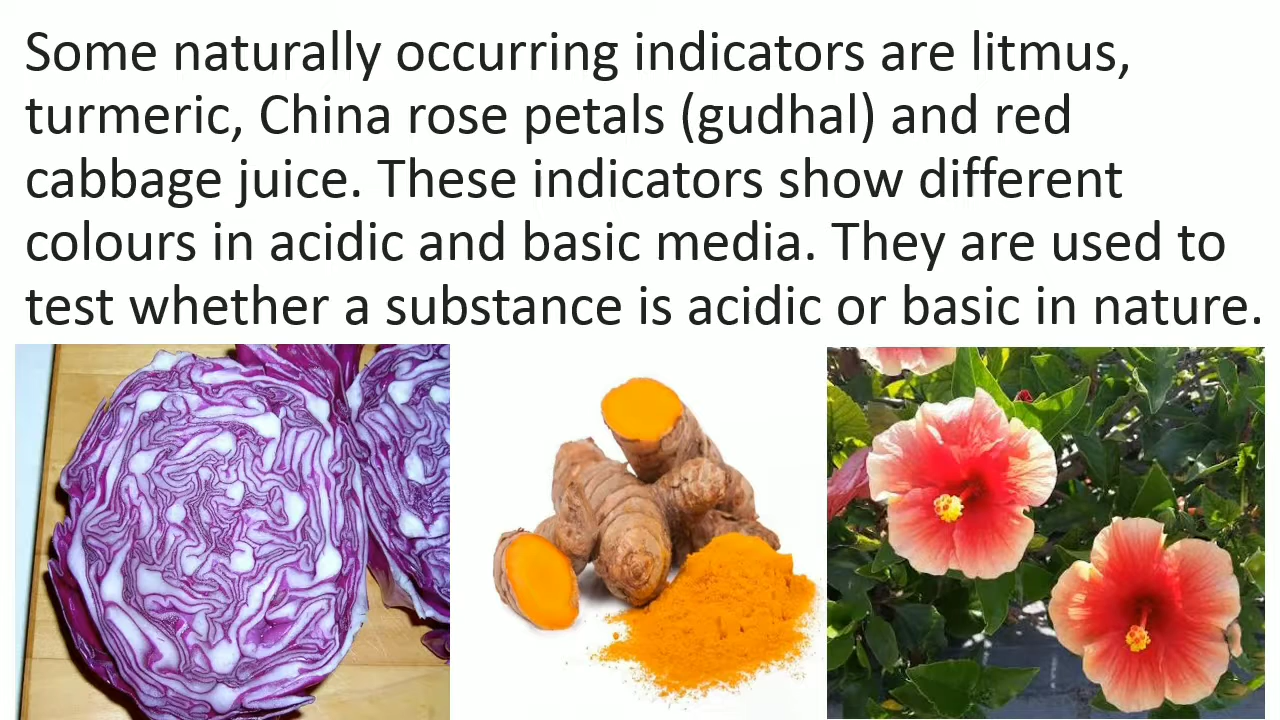 Some naturally occurring indicators are litmus,
turmeric, China rose petals (gudhal) and red
cabbage juice. These indicators show different
colours in acidic and basic media. They are used to
test whether a substance is acidic or basic in nature.